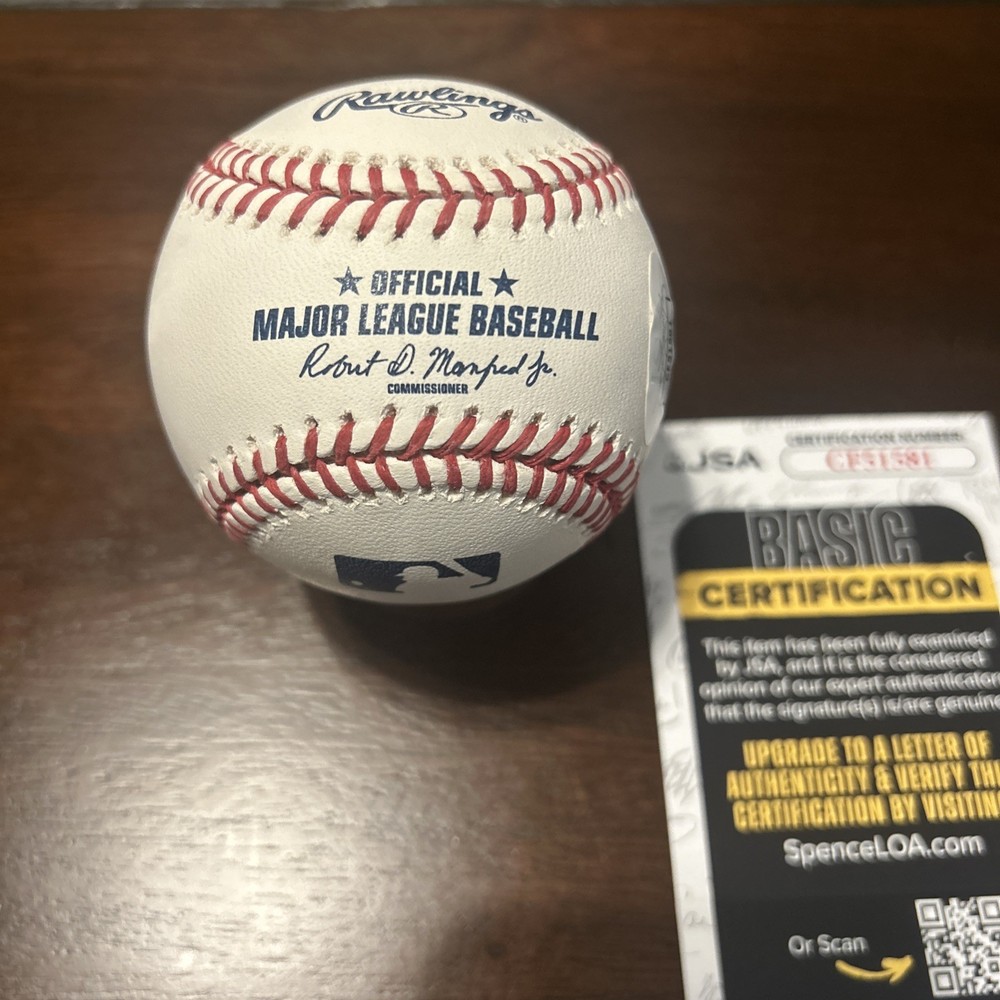 Rawlings®
R
★ OFFICIAL ★
MAJOR LEAGUE BASEBALL
Robert D. Manfred Jr.
COMMISSIONER
JSA
CERTIFICATION NUMBER
BASIC
CERTIFICATION
This item has been fully examined
by JSA, and it is the considered
opinion of our expert authenticators
that the signature(s) is/are genuine
UPGRADE TO A LETTER OF
AUTHENTICITY & VERIFY TH
CERTIFICATION BY VISITIN
SpenceLOA.com
Or Scan